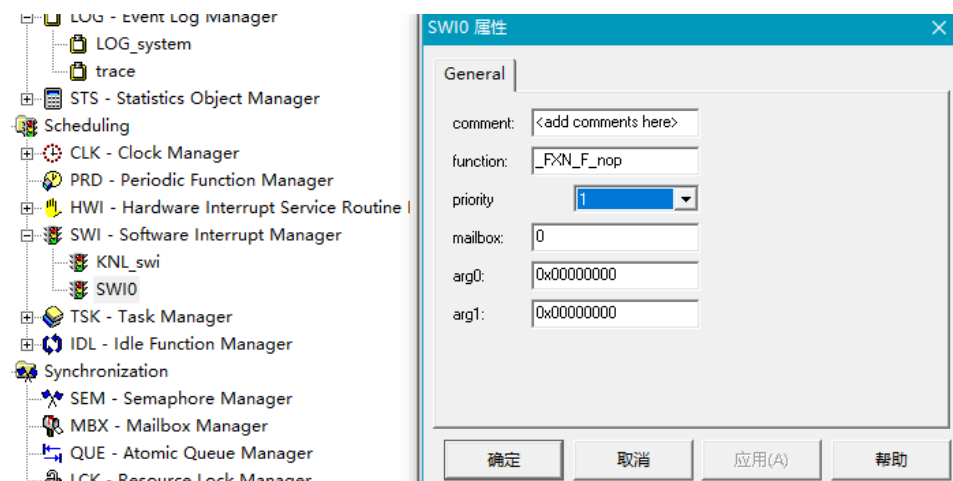 LOG - Event Log Manager
LOG_system
trace
STS - Statistics Object Manager
Scheduling
CLK - Clock Manager
PRD - Periodic Function Manager
HWI - Hardware Interrupt Service Routine
SWI - Software Interrupt Manager
KNL_swi
SWI0
TSK - Task Manager
IDL - Idle Function Manager
Synchronization
SEM - Semaphore Manager
MBX - Mailbox Manager
QUE - Atomic Queue Manager
LCK - Resource Lock Manager
SWI0 属性
General
comment: <add comments here>
function: _FXN_F_nop
priority 1
mailbox: 0
arg0: 0x00000000
arg1: 0x00000000
确定 取消 应用(A) 帮助